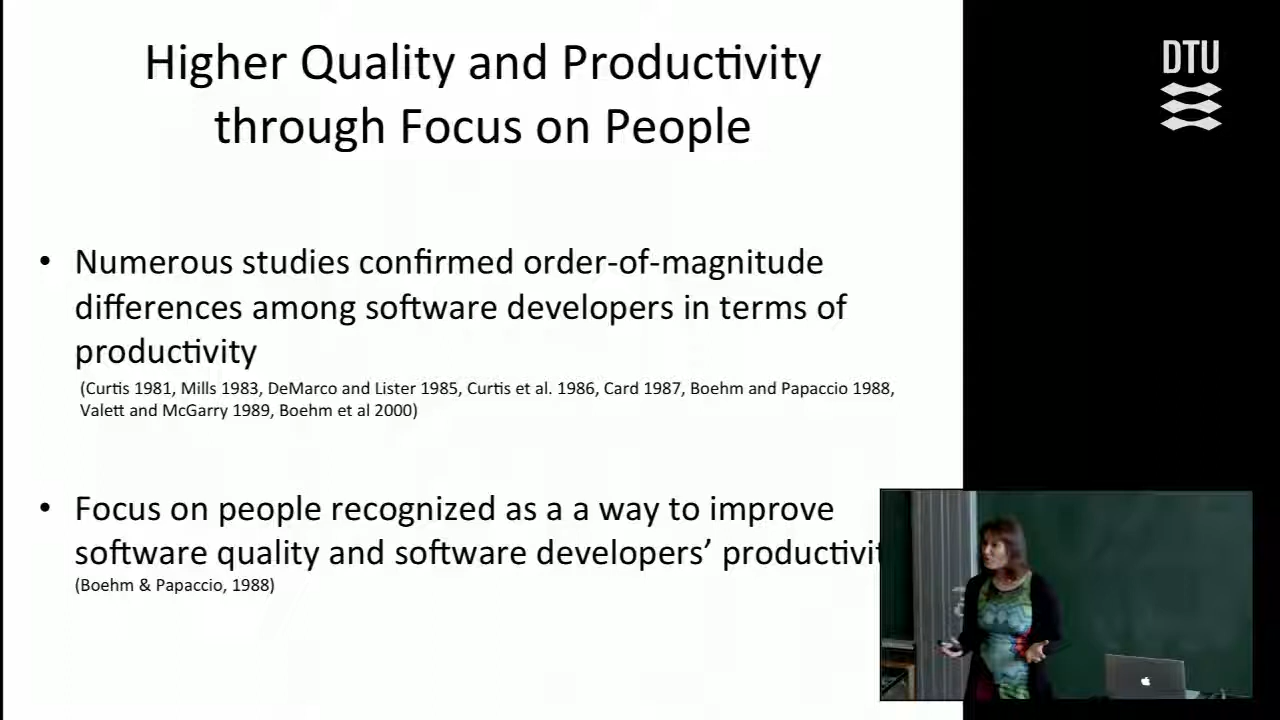 Higher Quality and Productivity
through Focus on People
• Numerous studies confirmed order-of-magnitude
differences among software developers in terms of
productivity
(Curtis 1981, Mills 1983, DeMarco and Lister 1985, Curtis et al. 1986, Card 1987, Boehm and Papaccio 1988,
Valett and McGarry 1989, Boehm et al 2000)
• Focus on people recognized as a a way to improve
software quality and software developers’ productivit
(Boehm & Papaccio, 1988)
DTU